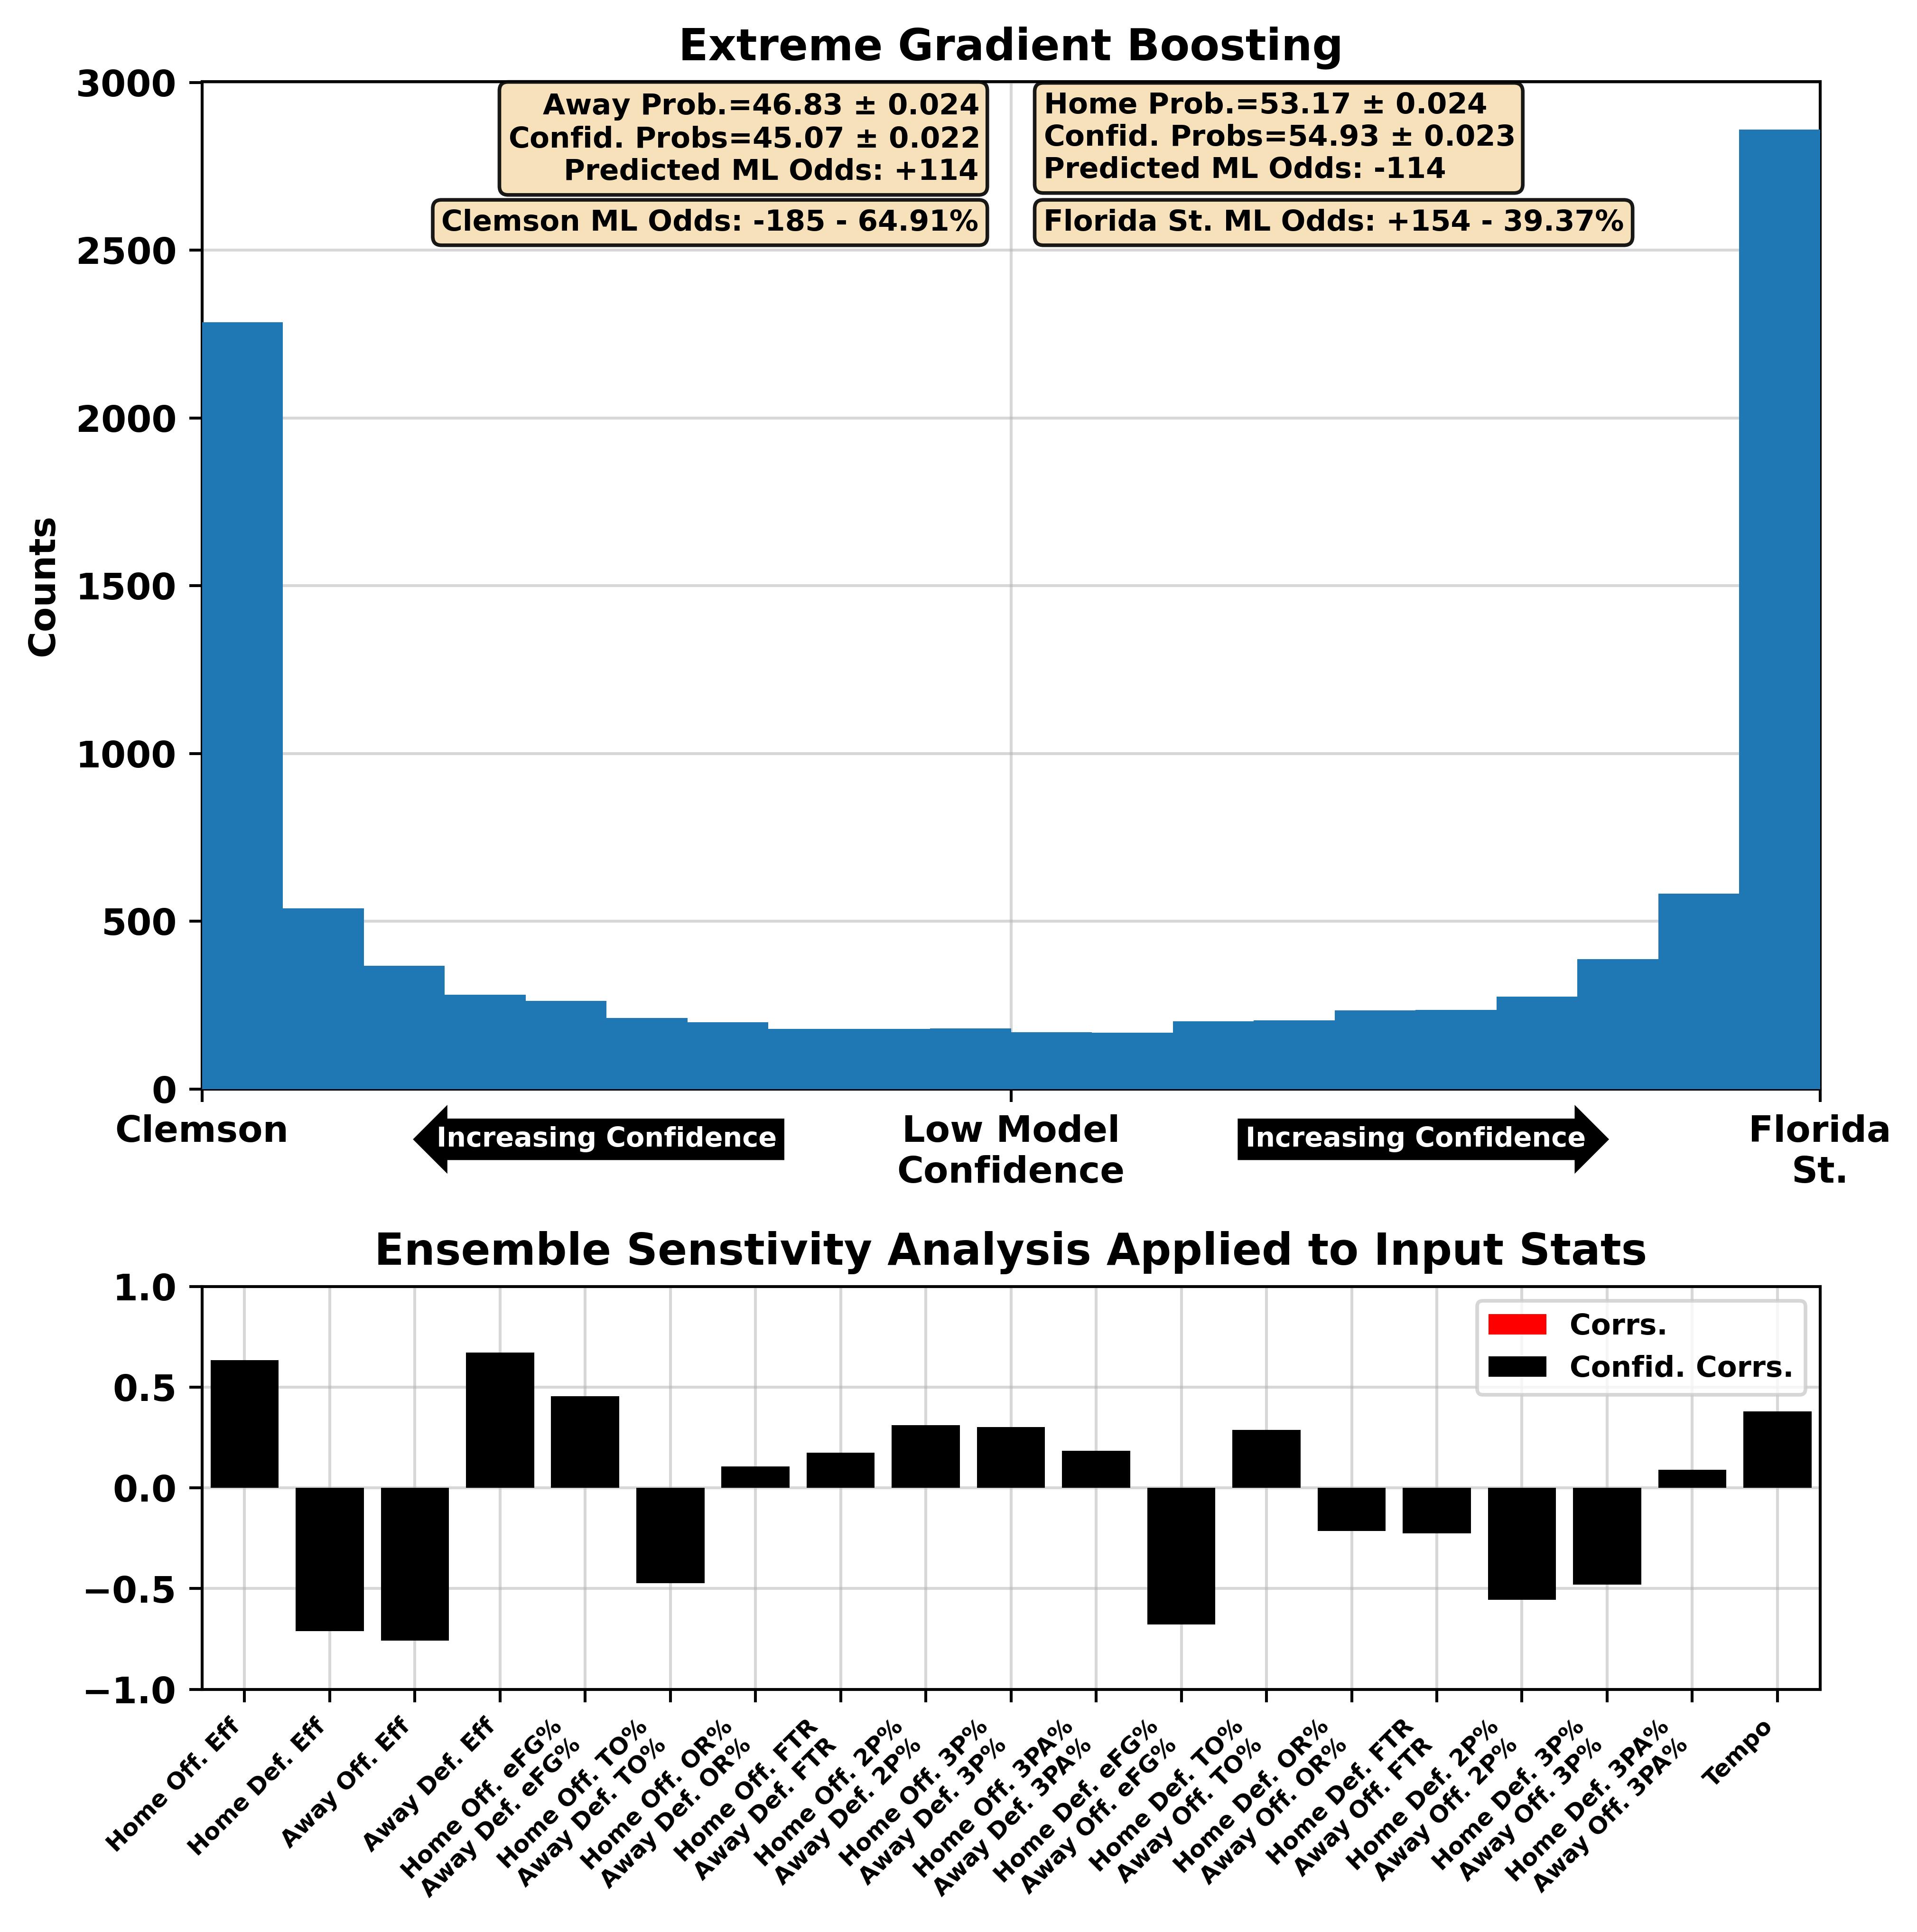 Extreme Gradient Boosting
3000
2500
2000
1500
1000
500
0
Counts
Away Prob.=46.83 ± 0.024
Confid. Probs=45.07 ± 0.022
Predicted ML Odds: +114
Clemson ML Odds: -185 - 64.91%
Home Prob.=53.17 ± 0.024
Confid. Probs=54.93 ± 0.023
Predicted ML Odds: -114
Florida St. ML Odds: +154 - 39.37%
Clemson
Increasing Confidence
Low Model
Confidence
Increasing Confidence
Florida
St.
Ensemble Senstivity Analysis Applied to Input Stats
1.0
0.5
0.0
−0.5
−1.0
Corrs.
Confid. Corrs.
Home Off. Eff
Home Def. Eff
Away Off. Eff
Away Def. Eff
Home Off. eFG%
Away Def. eFG%
Home Off. TO%
Away Def. TO%
Home Off. OR%
Away Def. OR%
Home Off. FTR
Away Def. FTR
Home Off. 2P%
Away Def. 2P%
Home Off. 3P%
Away Def. 3P%
Home Off. 3PA%
Away Def. 3PA%
Home Def. eFG%
Away Off. eFG%
Home Def. TO%
Away Off. TO%
Home Def. OR%
Away Off. OR%
Home Def. FTR
Away Off. FTR
Home Def. 2P%
Away Off. 2P%
Home Def. 3P%
Away Off. 3P%
Home Def. 3PA%
Away Off. 3PA%
Tempo